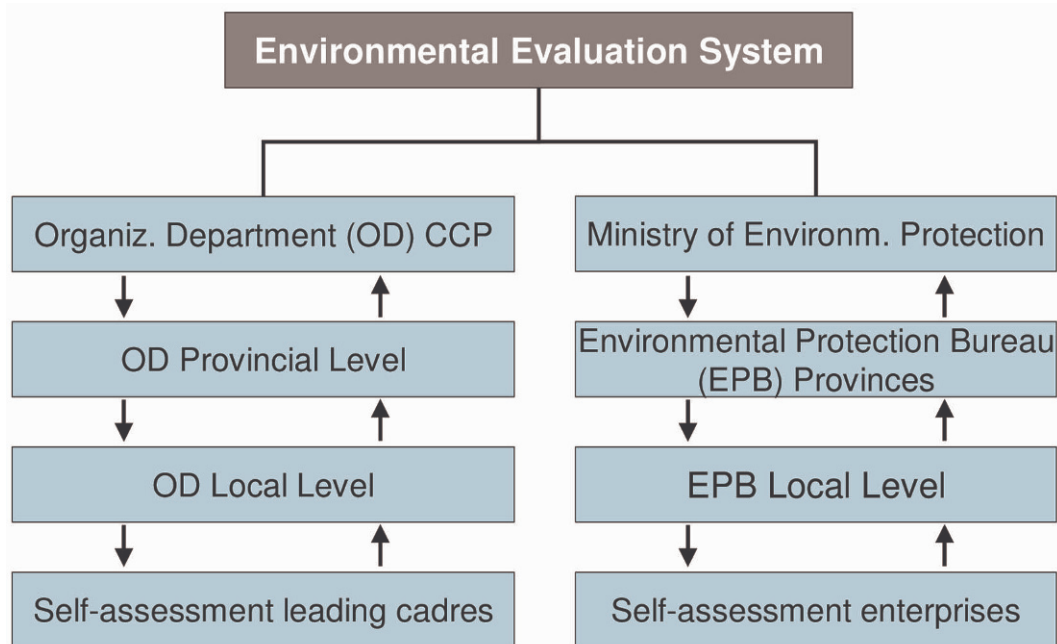 Environmental Evaluation System
Organiz. Department (OD) CCP
Ministry of Environm. Protection
OD Provincial Level
Environmental Protection Bureau
(EPB) Provinces
OD Local Level
EPB Local Level
Self-assessment leading cadres
Self-assessment enterprises